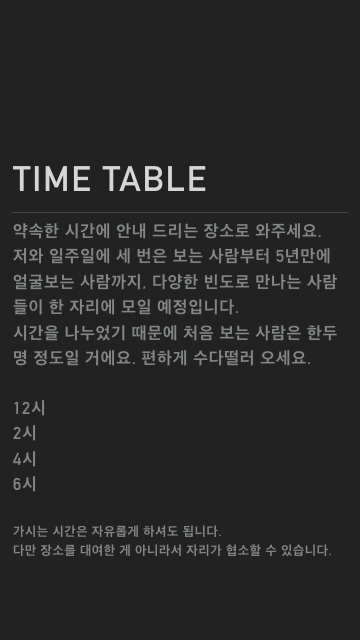 TIME TABLE
약속한 시간에 안내 드리는 장소로 와주세요.
저와 일주일에 세 번은 보는 사람부터 5년만에
얼굴보는 사람까지, 다양한 빈도로 만나는 사람
들이 한 자리에 모일 예정입니다.
시간을 나누었기 때문에 처음 보는 사람은 한두
명 정도일 거에요. 편하게 수다떨러 오세요.
12시
2시
4시
6시
가시는 시간은 자유롭게 하셔도 됩니다.
다만 장소를 대여한 게 아니라서 자리가 협소할 수 있습니다.